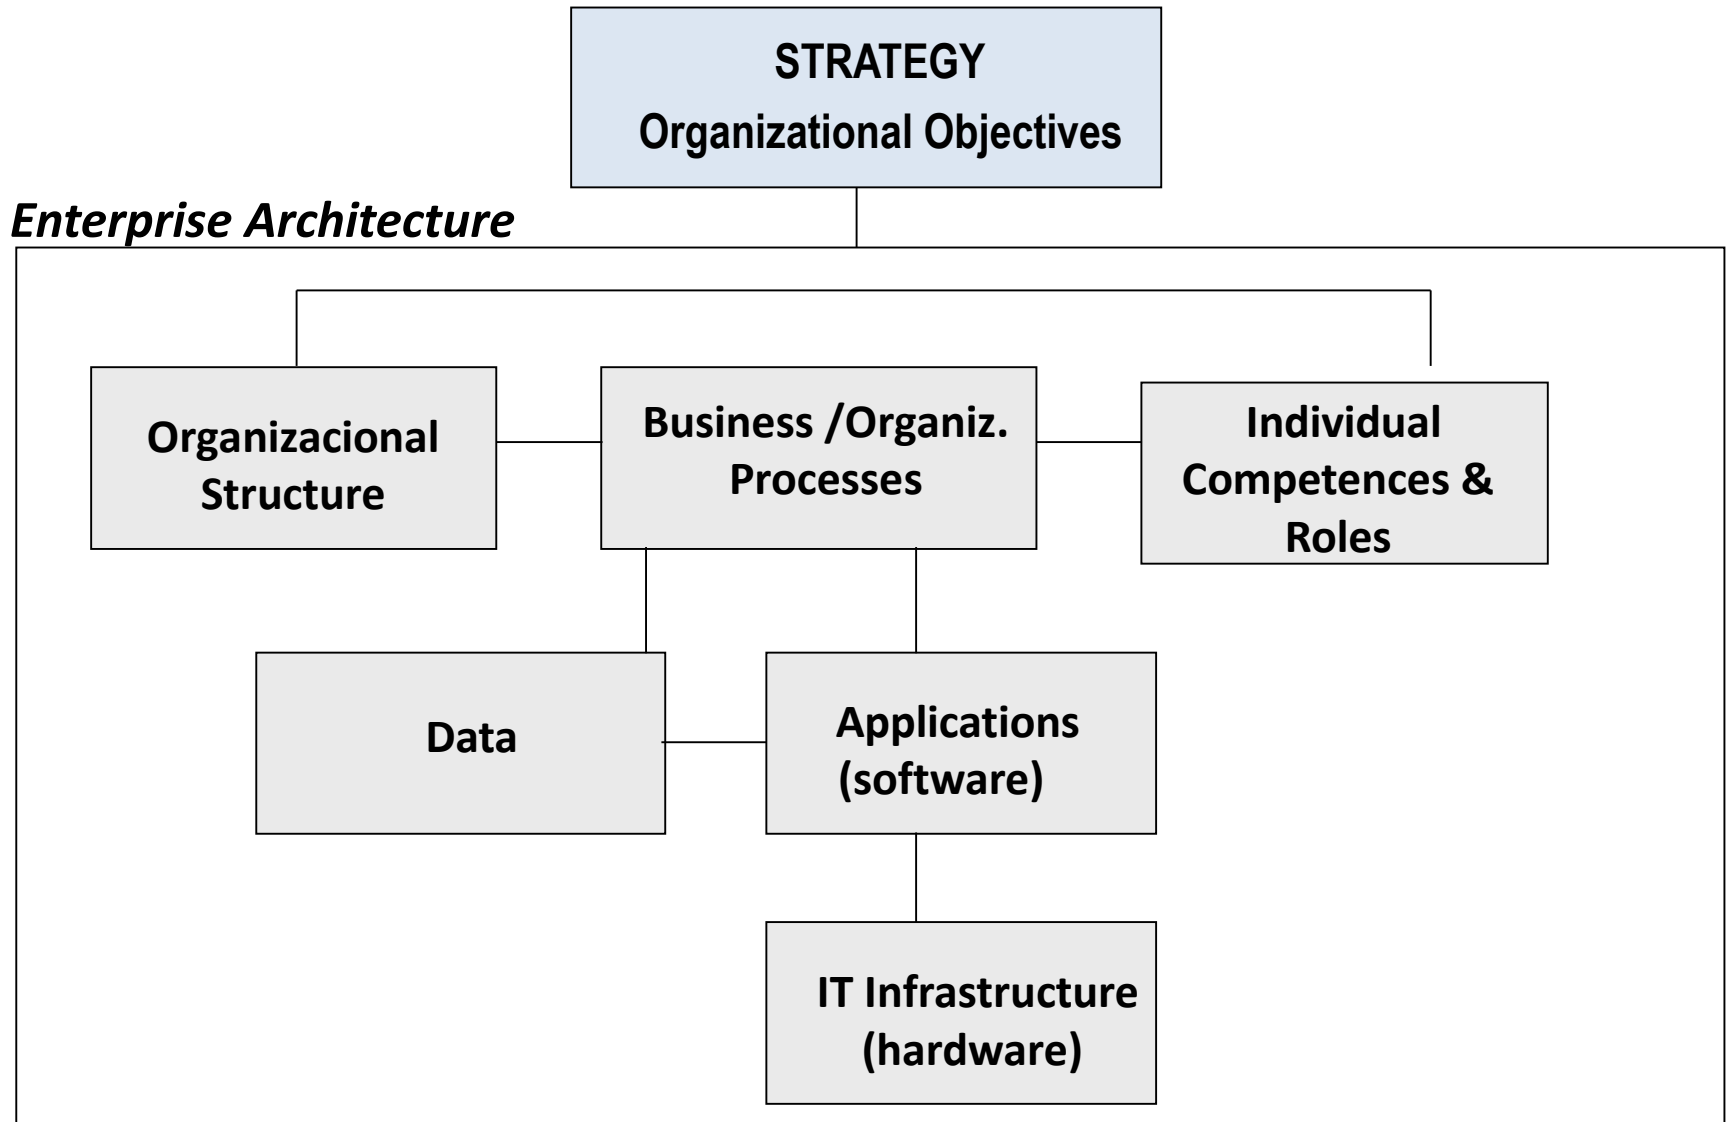 STRATEGY
Organizational Objectives
Enterprise Architecture
Organizacional
Structure
Business /Organiz.
Processes
Individual
Competences &
Roles
Data
Applications
(software)
IT Infrastructure
(hardware)